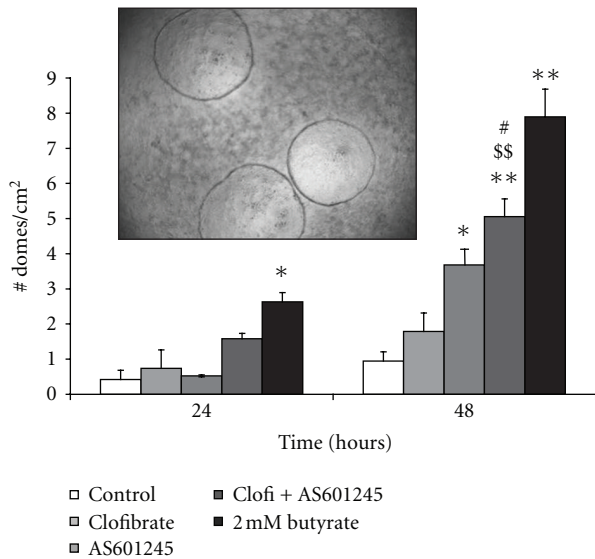 9
8
7
6
5
4
3
2
1
0
# domes/cm²
*
*
#
$$
**
**
24
48
Time (hours)
Control
Clofibrate
AS601245
Clofi + AS601245
2 mM butyrate